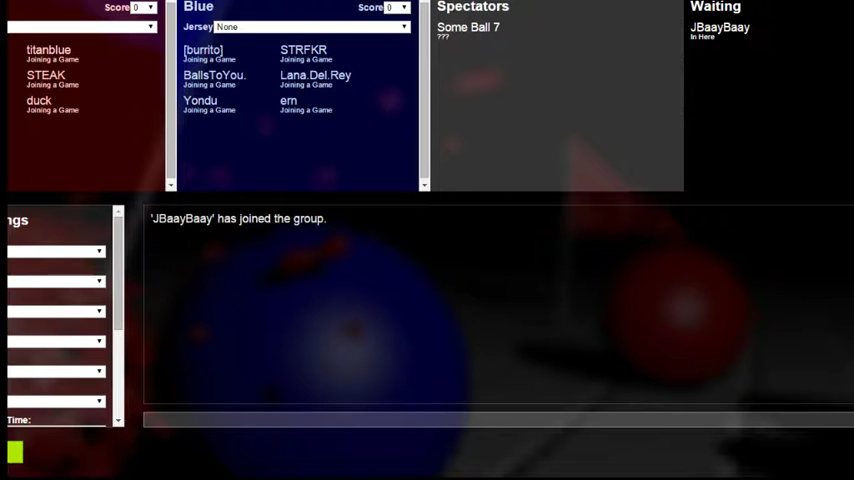 Score 0
titanblue
Joining a Game
STEAK
Joining a Game
duck
Joining a Game
Blue Score 0
Jersey None
[burrito] STRFKR
Joining a Game Joining a Game
BallsToYou. Lana.Del.Rey
Joining a Game Joining a Game
Yondu ern
Joining a Game Joining a Game
Spectators
Some Ball 7
???
Waiting
JBaayBaay
In Here
ngs
Time:
'JBaayBaay' has joined the group.